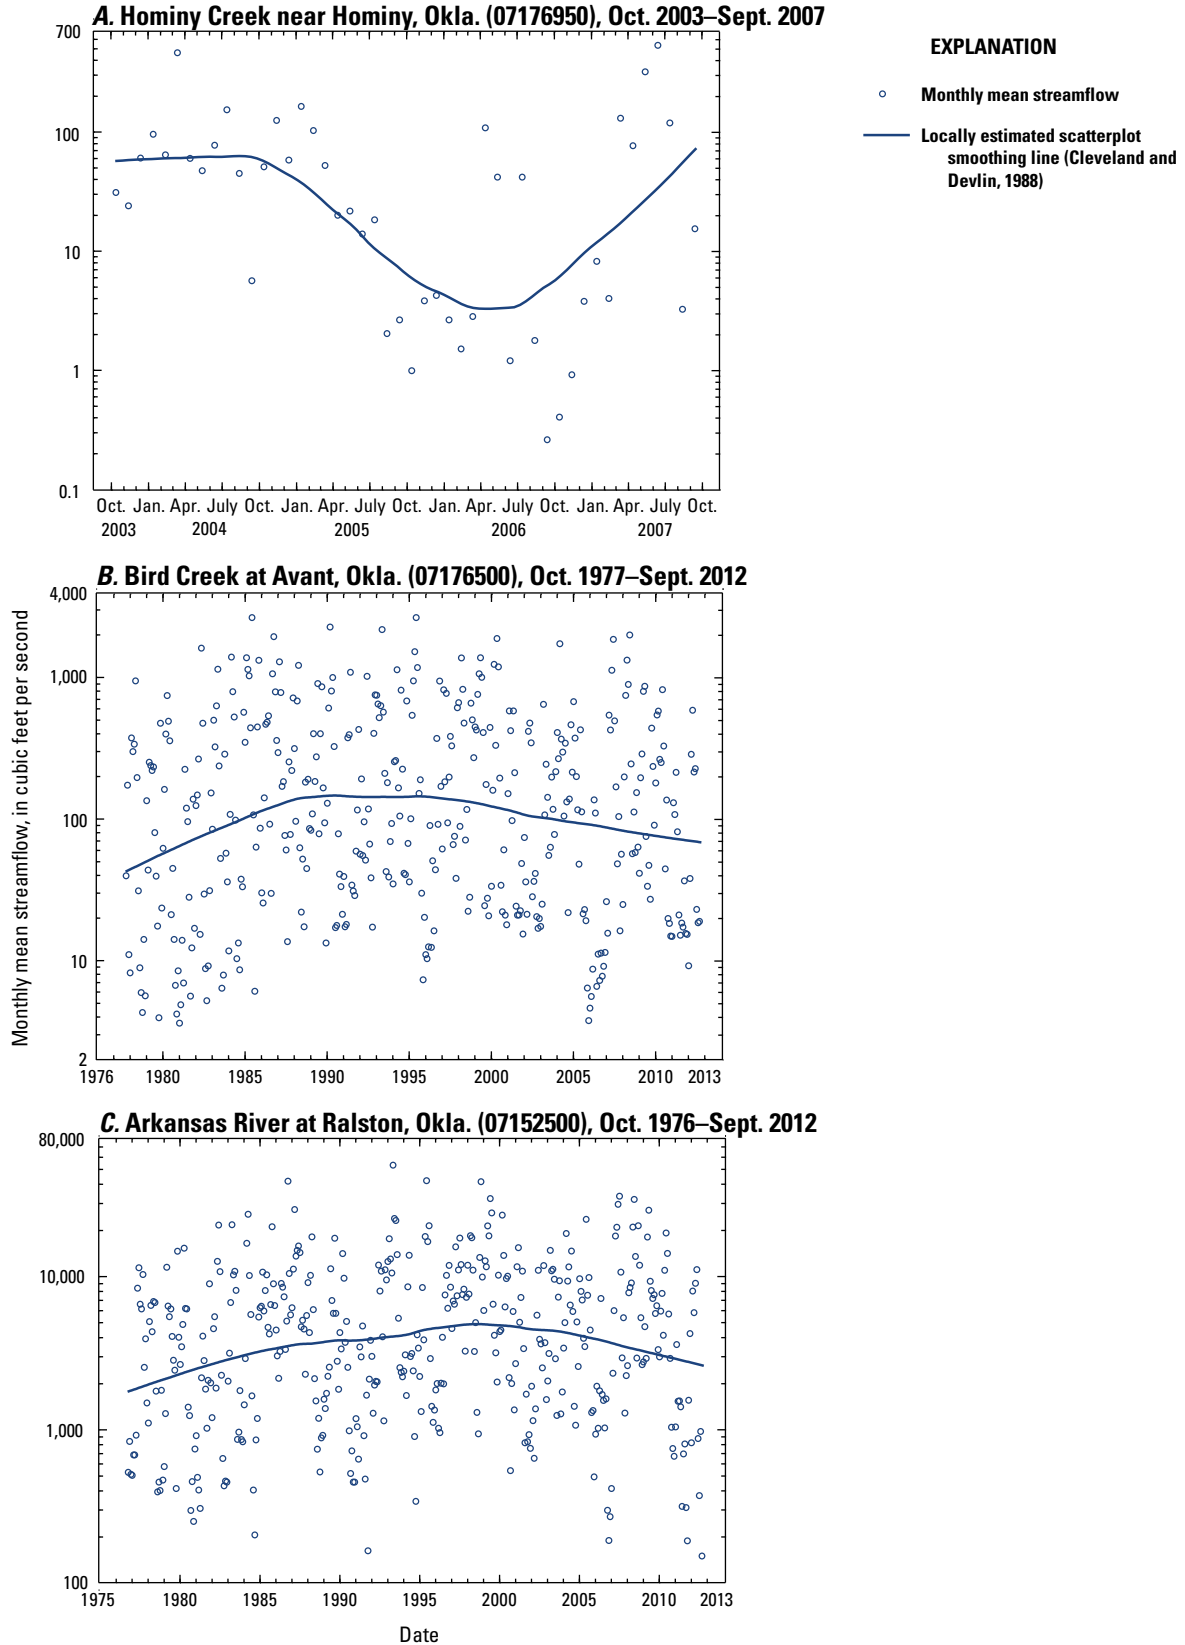 A. Hominy Creek near Hominy, Okla. (07176950), Oct. 2003–Sept. 2007
700
100
10
1
0.1
Oct. Jan. Apr. July Oct. Jan. Apr. July Oct. Jan. Apr. July Oct. Jan. Apr. July Oct.
2003 2004 2005 2006 2007
EXPLANATION
Monthly mean streamflow
Locally estimated scatterplot
smoothing line (Cleveland and
Devlin, 1988)
B. Bird Creek at Avant, Okla. (07176500), Oct. 1977–Sept. 2012
4,000
1,000
100
10
2
1976 1980 1985 1990 1995 2000 2005 2010 2013
Monthly mean streamflow, in cubic feet per second
C. Arkansas River at Ralston, Okla. (07152500), Oct. 1976–Sept. 2012
80,000
10,000
1,000
100
1975 1980 1985 1990 1995 2000 2005 2010 2013
Date